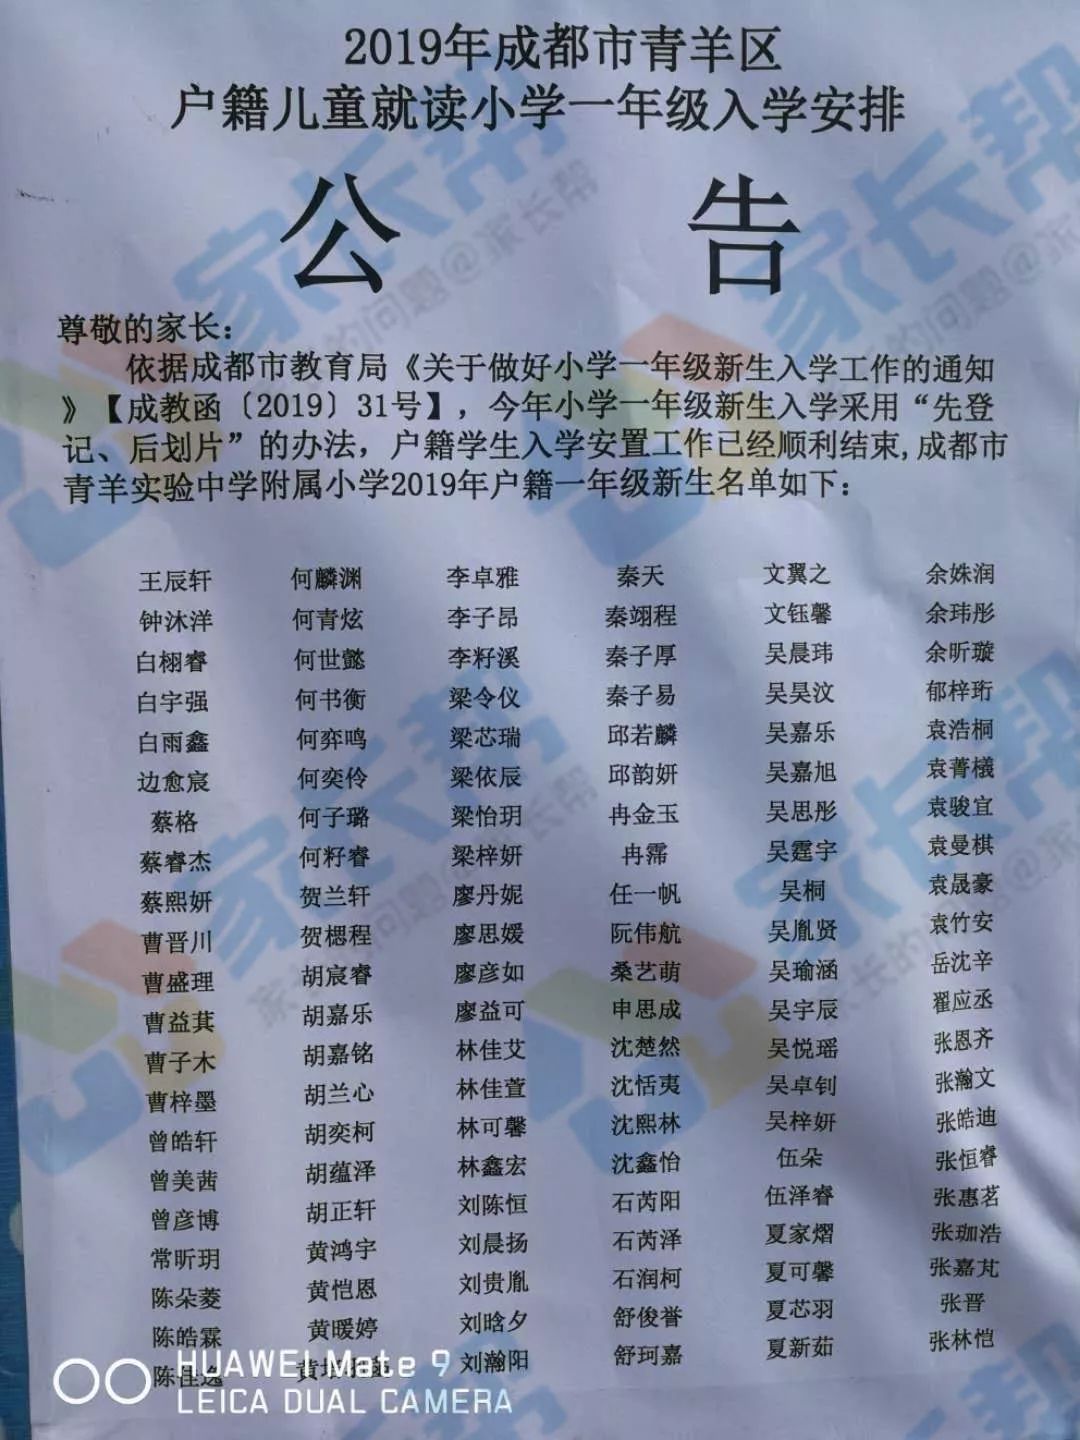 2019年成都市青羊区
户籍儿童就读小学一年级入学安排
公 告
尊敬的家长：
依据成都市教育局《关于做好小学一年级新生入学工作的通知
》【成教函〔2019〕31号】，今年小学一年级新生入学采用“先登
记、后划片”的办法，户籍学生入学安置工作已经顺利结束,成都市
青羊实验中学附属小学2019年户籍一年级新生名单如下：
王辰轩 何麟渊 李卓雅 秦天 文翼之 余姝润
钟沐洋 何青炫 李子昂 秦翊程 文钰馨 余玮彤
白栩睿 何世懿 李籽溪 秦子厚 吴晨玮 余昕璇
白宇强 何书衡 梁令仪 秦子易 吴昊汶 郁梓珩
白雨鑫 何弈鸣 梁芯瑞 邱若麟 吴嘉乐 袁浩桐
边愈宸 何奕伶 梁依辰 邱韵妍 吴嘉旭 袁菁檥
蔡格 何子璐 梁怡玥 冉金玉 吴思彤 袁骏宜
蔡睿杰 何籽睿 梁梓妍 冉霈 吴霆宇 袁曼棋
蔡熙妍 贺兰轩 廖丹妮 任一帆 吴桐 袁晟豪
曹晋川 贺楒程 廖思媛 阮伟航 吴胤贤 袁竹安
曹盛理 胡宸睿 廖彦如 桑艺萌 吴瑜涵 岳沈辛
曹益萁 胡嘉乐 廖益可 申思成 吴宇辰 翟应丞
曹子木 胡嘉铭 林佳艾 沈楚然 吴悦瑶 张恩齐
曹梓墨 胡兰心 林佳萱 沈恬夷 吴卓钊 张瀚文
曾皓轩 胡奕柯 林可馨 沈熙林 吴梓妍 张皓迪
曾美茜 胡蕴泽 林鑫宏 沈鑫怡 伍朵 张恒睿
曾彦博 胡正轩 刘陈恒 石芮阳 伍泽睿 张惠茗
常昕玥 黄鸿宇 刘晨扬 石芮泽 夏家熠 张珈浩
陈朵菱 黄恺恩 刘贵胤 石润柯 夏可馨 张嘉芃
陈皓霖 黄暖婷 刘晗夕 舒俊誉 夏芯羽 张晋
陈佳逸 刘瀚阳 舒珂嘉 夏新茹 张林恺
HUAWEI Mate 9
LEICA DUAL CAMERA
家长帮
家长帮
家长帮
家长帮